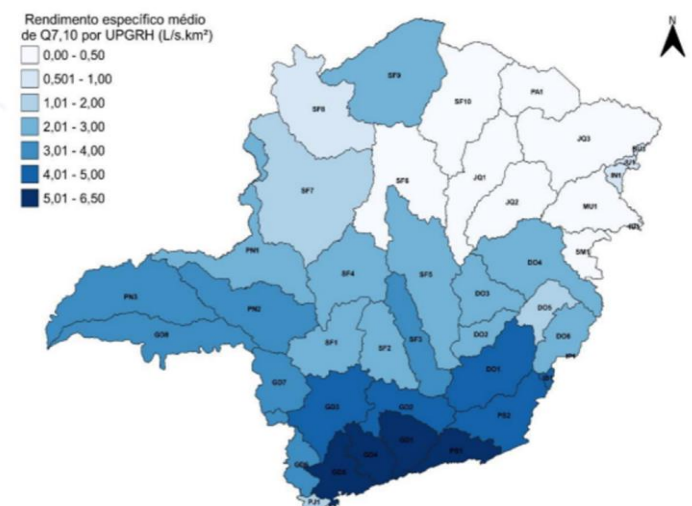 Rendimento específico médio
de Q7,10 por UPGRH (L/s.km²)
0,00 - 0,50
0,501 - 1,00
1,01 - 2,00
2,01 - 3,00
3,01 - 4,00
4,01 - 5,00
5,01 - 6,50
N
SF9
SF10
PA1
SF8
JQ3
JQ1
IN1
SF6
SF7
JQ2
MU1
PN1
SM1
DO4
SF4
SF5
DO3
PN3
PN2
DO5
GD8
SF1
SF2
SF3
DO2
DO6
GD7
DO1
GD3
GD2
PS2
GD1
PS1
GD4
GD5
PJ1